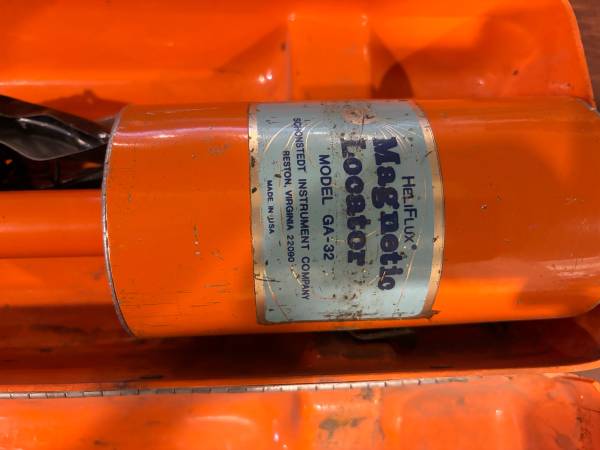 HELIFLUX®
Magnetic
Locator
MODEL GA-32
SCHONSTEDT INSTRUMENT COMPANY
RESTON, VIRGINIA 22090
MADE IN USA